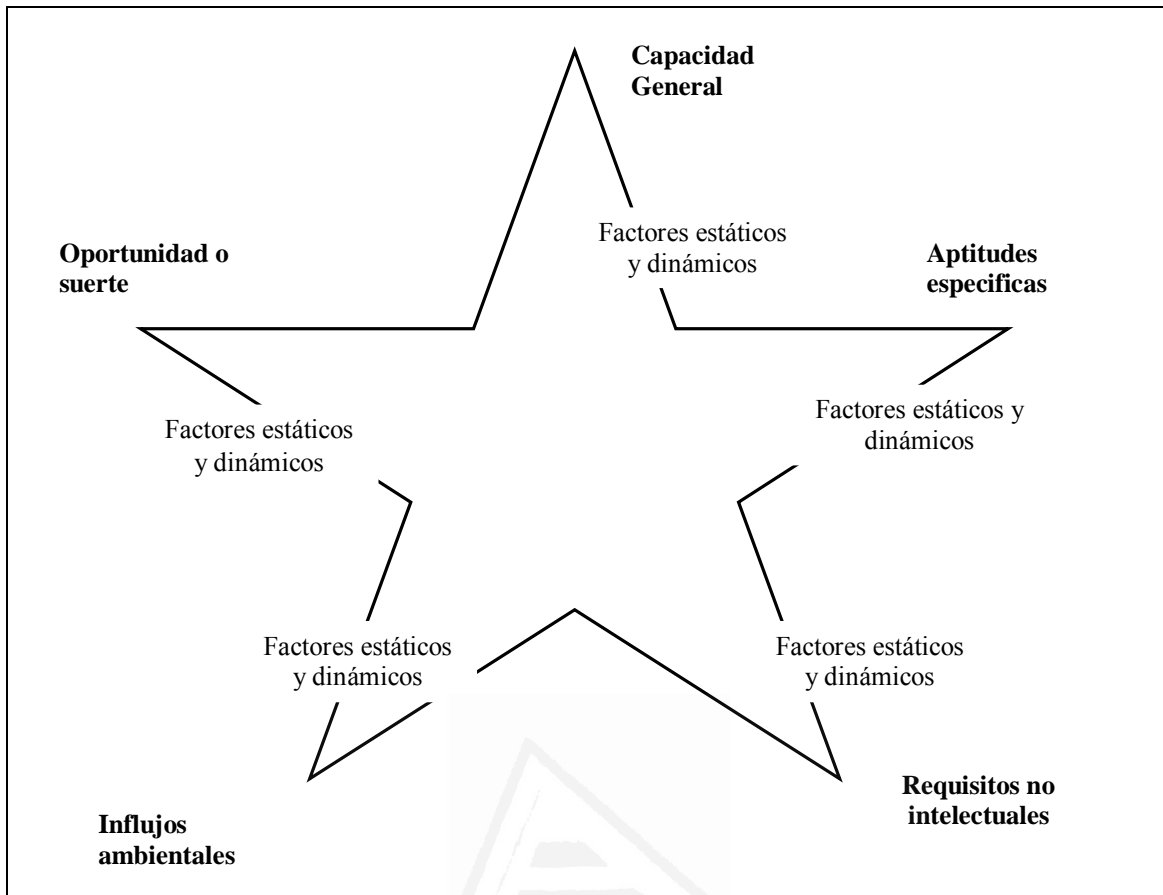 Capacidad
General
Factores estáticos
y dinámicos
Oportunidad o
suerte
Aptitudes
especificas
Factores estáticos y
dinámicos
Factores estáticos
y dinámicos
Factores estáticos
y dinámicos
Factores estáticos
y dinámicos
Requisitos no
intelectuales
Influjos
ambientales